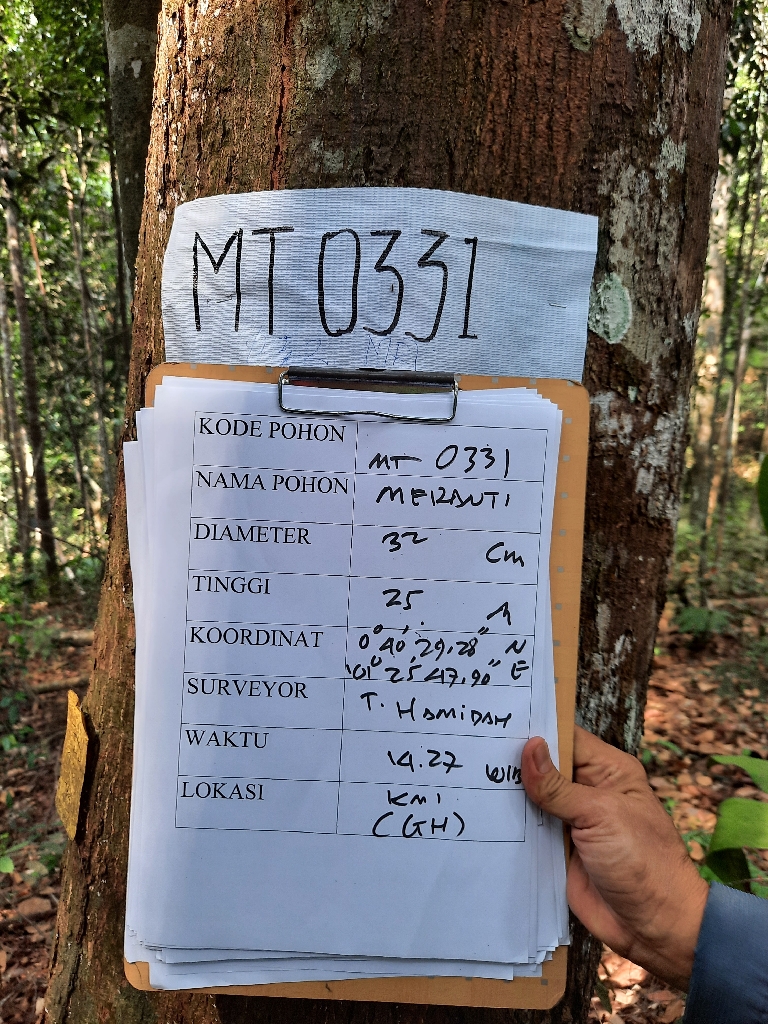 MT 0331
KODE POHON MT 0331
NAMA POHON MERANTI
DIAMETER 32 Cm
TINGGI 25 M
KOORDINAT 0° 40' 29,28" N
101° 25' 47,90" E
SURVEYOR T. HAMIDAH
WAKTU 14.27 WIB
LOKASI KM1
(GH)